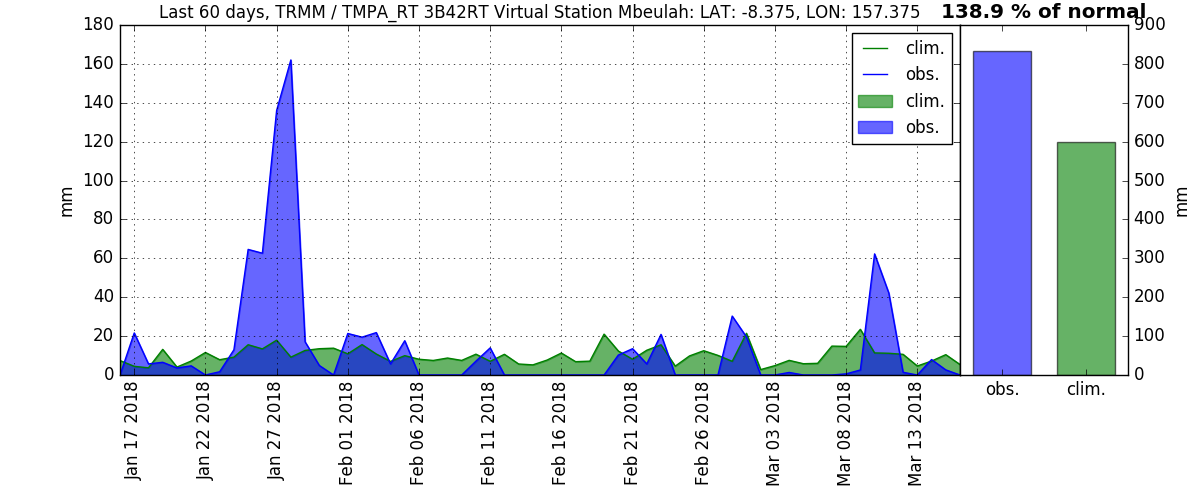 Last 60 days, TRMM / TMPA_RT 3B42RT Virtual Station Mbeulah: LAT: -8.375, LON: 157.375
138.9 % of normal
180
160
140
120
100
80
60
40
20
0
mm
clim.
obs.
clim.
obs.
900
800
700
600
500
400
300
200
100
0
mm
Jan 17 2018
Jan 22 2018
Jan 27 2018
Feb 01 2018
Feb 06 2018
Feb 11 2018
Feb 16 2018
Feb 21 2018
Feb 26 2018
Mar 03 2018
Mar 08 2018
Mar 13 2018
obs.
clim.